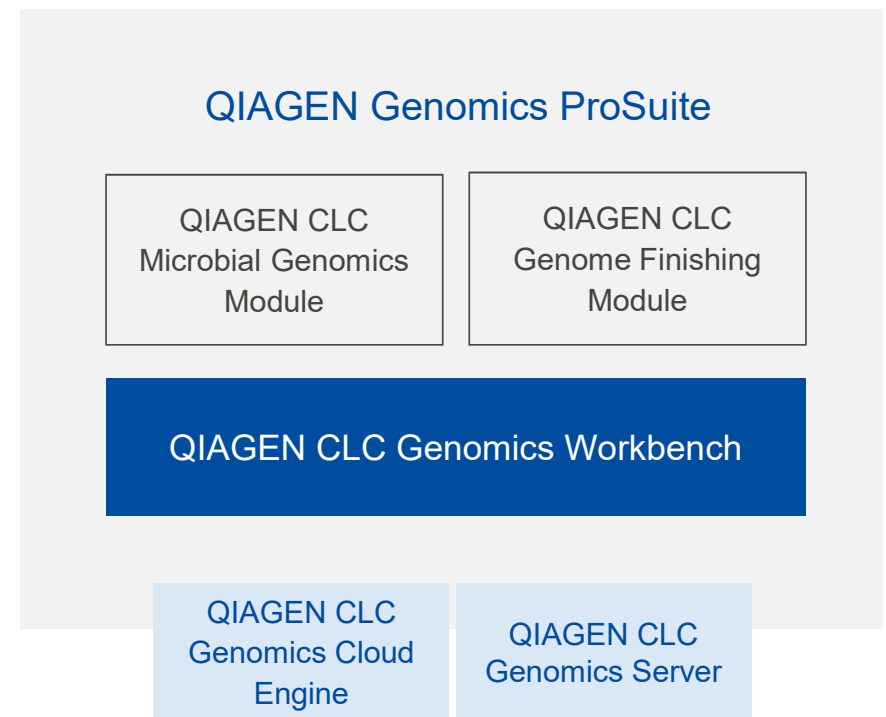 QIAGEN Genomics ProSuite
QIAGEN CLC
Microbial Genomics
Module
QIAGEN CLC
Genome Finishing
Module
QIAGEN CLC Genomics Workbench
QIAGEN CLC
Genomics Cloud
Engine
QIAGEN CLC
Genomics Server